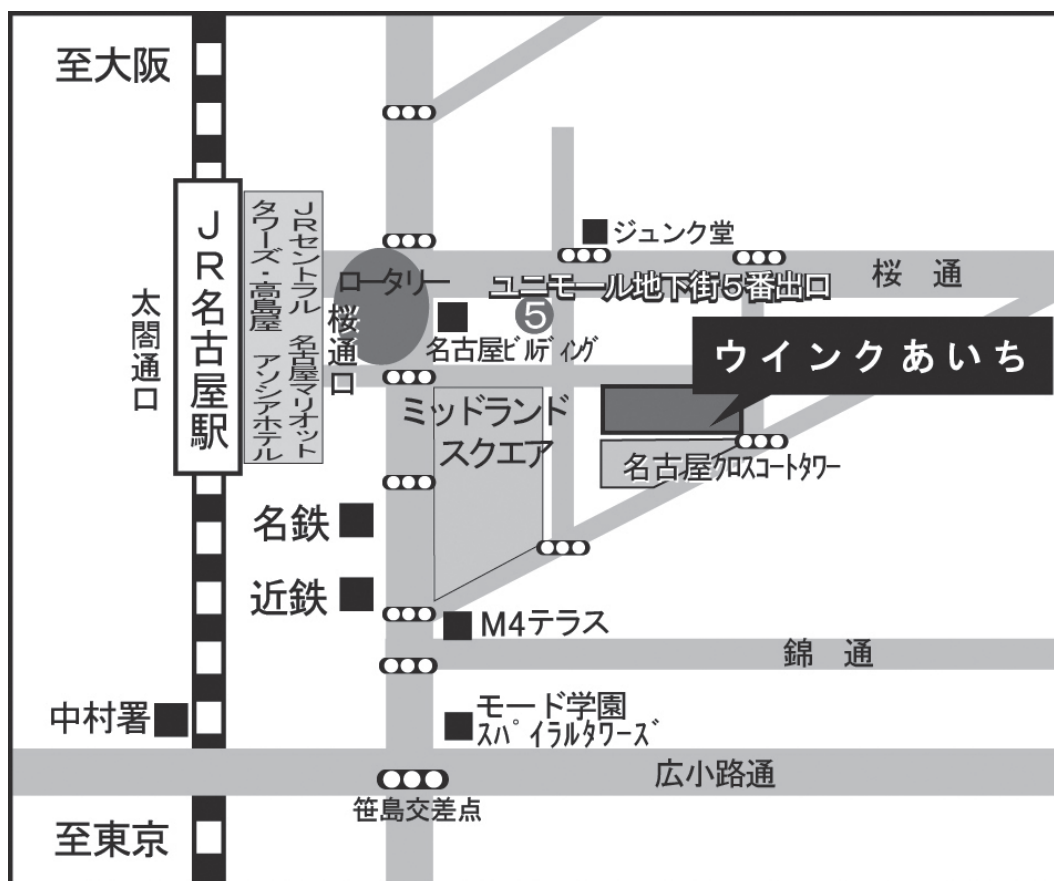 至大阪
JR名古屋駅
太閤通口
JRセントラル 名古屋マリオット
タワーズ・高島屋 アソシアホテル
桜通口
ロータリー
ジュンク堂
桜 通
ユニモール地下街5番出口
5
名古屋ビルディング
ウインクあいち
ミッドランド
スクエア
名古屋クロスコートタワー
名鉄
近鉄
M4テラス
錦 通
中村署
モード学園
スパイラルタワーズ
広小路通
笹島交差点
至東京